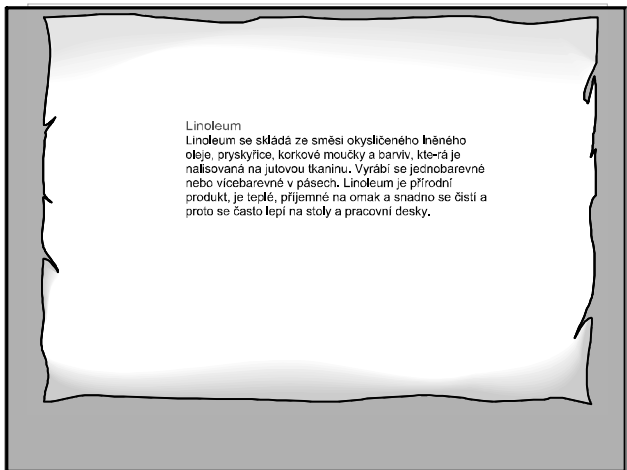 Linoleum
Linoleum se skládá ze směsi okysličeného lněného
oleje, pryskyřice, korkové moučky a barviv, kte-rá je
nalisovaná na jutovou tkaninu. Vyrábí se jednobarevné
nebo vícebarevné v pásech. Linoleum je přírodní
produkt, je teplé, příjemné na omak a snadno se čistí a
proto se často lepí na stoly a pracovní desky.